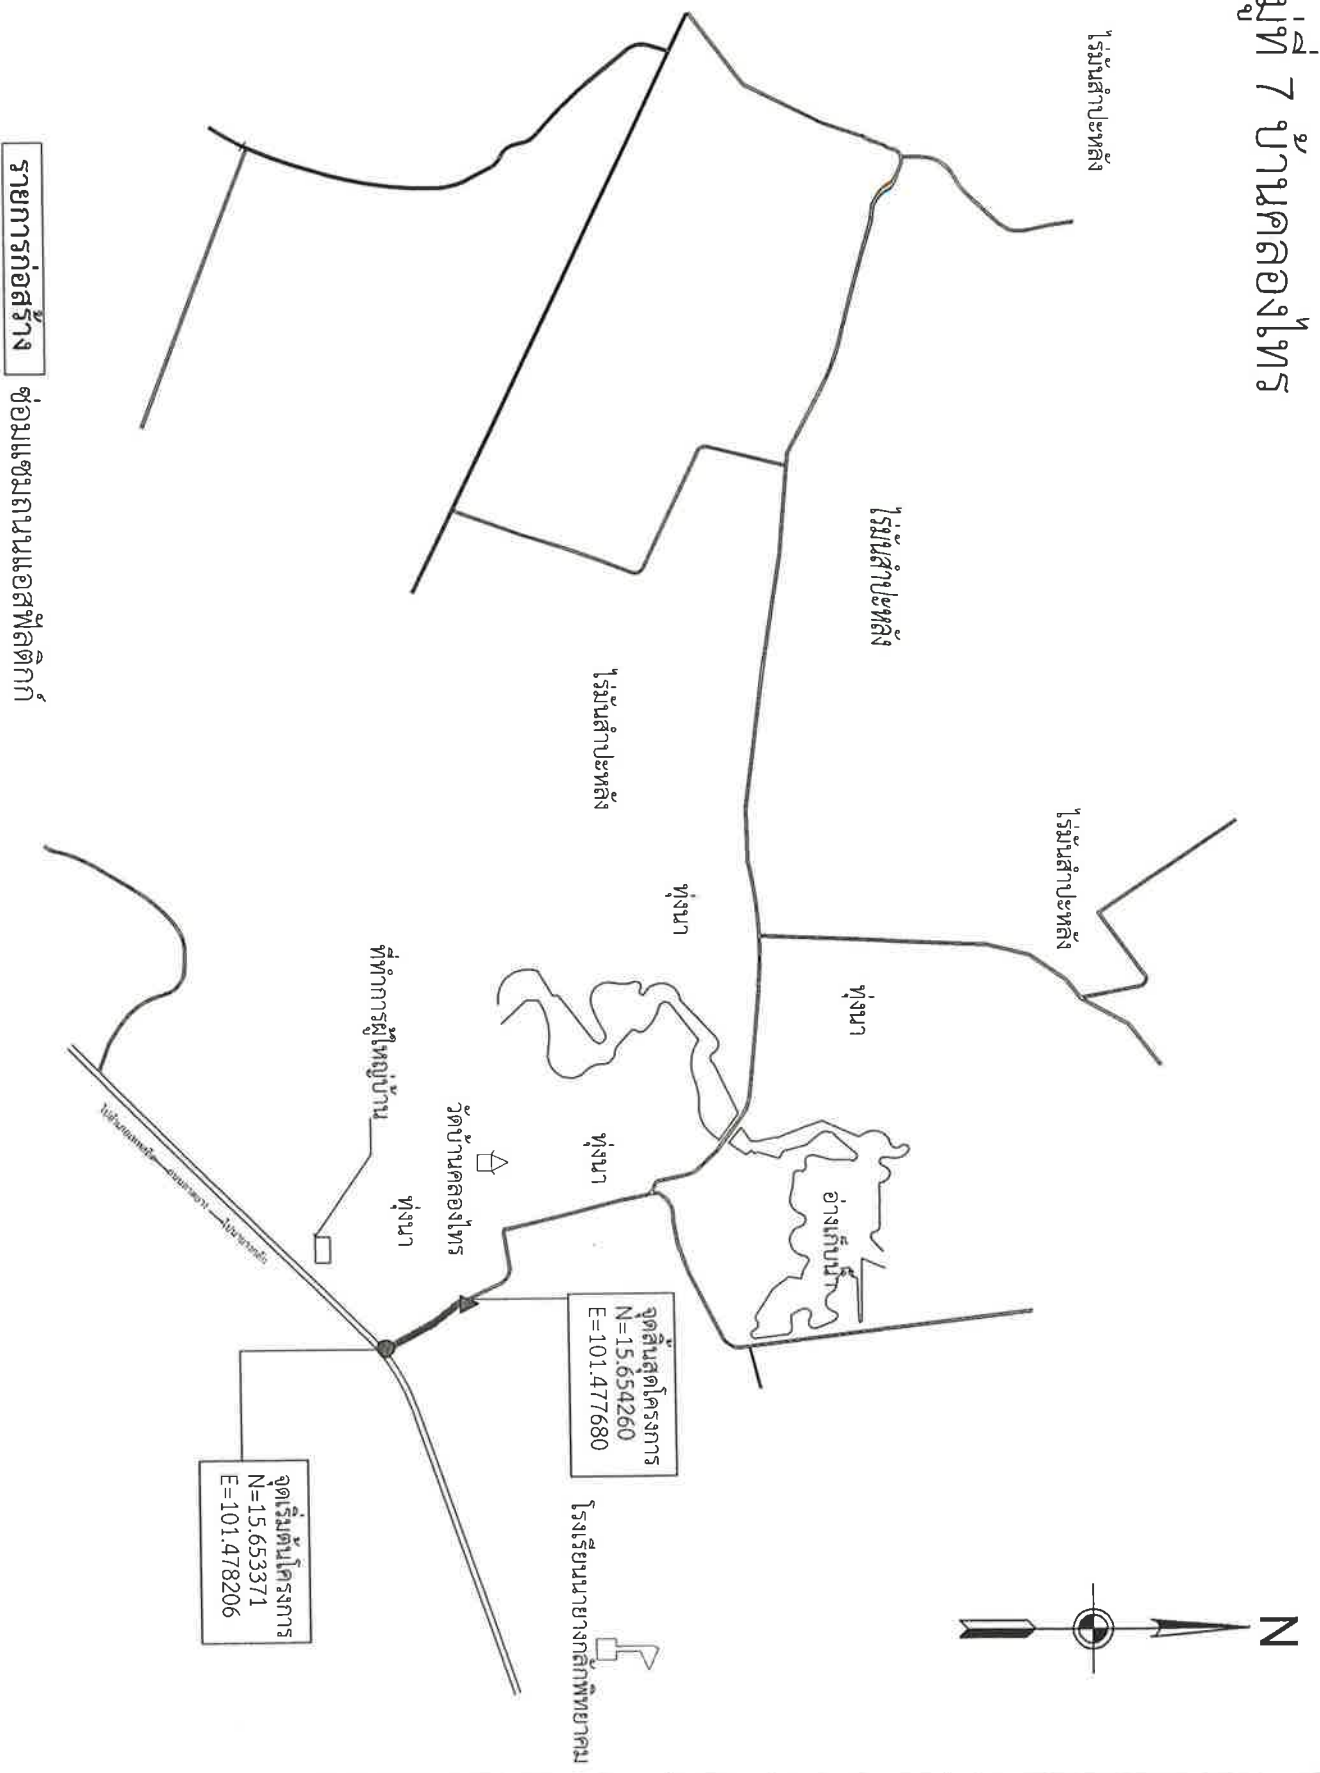 หมู่ที่ 7 บ้านคลองไทร
N
ไร่มันสำปะหลัง
ไร่มันสำปะหลัง
ไร่มันสำปะหลัง
ไร่มันสำปะหลัง
ทุ่งนา
ทุ่งนา
อ่างเก็บน้ำ
ทุ่งนา
วัดบ้านคลองไทร
ทุ่งนา
ที่ทำการผู้ใหญ่บ้าน
จุดสิ้นสุดโครงการ
N=15.654260
E=101.477680
โรงเรียนนายางกลักพิทยาคม
จุดเริ่มต้นโครงการ
N=15.653371
E=101.478206
รายการก่อสร้าง ซ่อมแซมถนนแอสฟัลติกก์